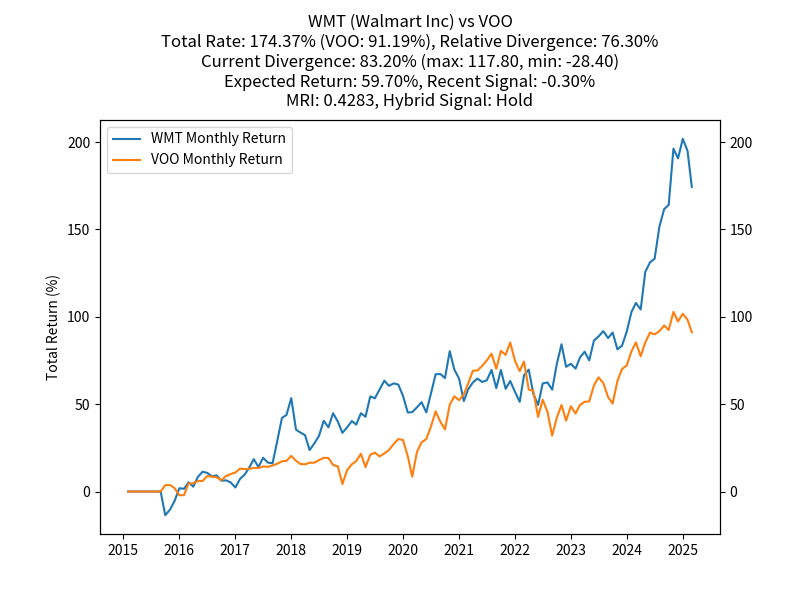 WMT (Walmart Inc) vs VOO
Total Rate: 174.37% (VOO: 91.19%), Relative Divergence: 76.30%
Current Divergence: 83.20% (max: 117.80, min: -28.40)
Expected Return: 59.70%, Recent Signal: -0.30%
MRI: 0.4283, Hybrid Signal: Hold
WMT Monthly Return
VOO Monthly Return
Total Return (%)
200
150
100
50
0
200
150
100
50
0
2015 2016 2017 2018 2019 2020 2021 2022 2023 2024 2025